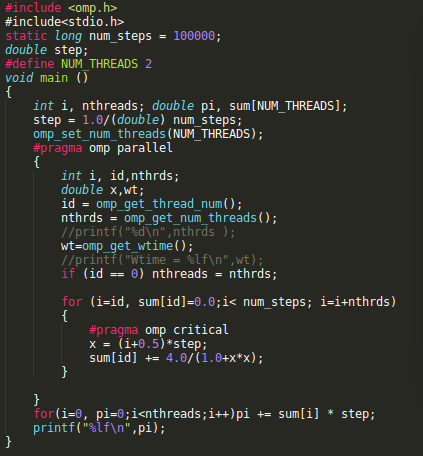 #include <omp.h>
#include<stdio.h>
static long num_steps = 100000;
double step;
#define NUM_THREADS 2
void main ()
{
    int i, nthreads; double pi, sum[NUM_THREADS];
    step = 1.0/(double) num_steps;
    omp_set_num_threads(NUM_THREADS);
    #pragma omp parallel
    {
        int i, id,nthrds;
        double x,wt;
        id = omp_get_thread_num();
        nthrds = omp_get_num_threads();
        //printf("%d\n",nthrds );
        wt=omp_get_wtime();
        //printf("Wtime = %lf\n",wt);
        if (id == 0) nthreads = nthrds;

        for (i=id, sum[id]=0.0;i< num_steps; i=i+nthrds)
        {
            #pragma omp critical
            x = (i+0.5)*step;
            sum[id] += 4.0/(1.0+x*x);
        }

    }
    for(i=0, pi=0;i<nthreads;i++)pi += sum[i] * step;
    printf("%lf\n",pi);
}